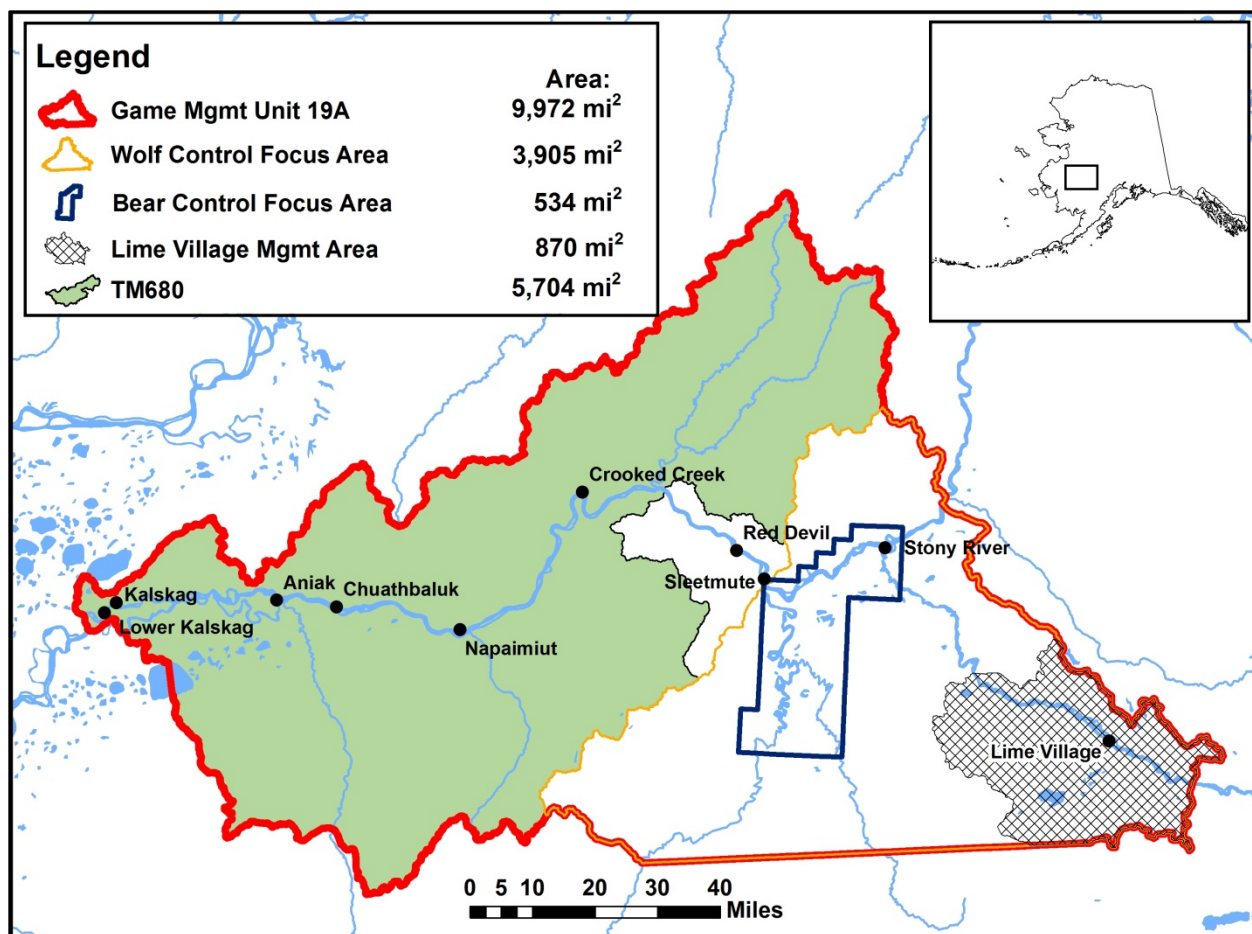 Legend
Area:
Game Mgmt Unit 19A 9,972 mi²
Wolf Control Focus Area 3,905 mi²
Bear Control Focus Area 534 mi²
Lime Village Mgmt Area 870 mi²
TM680 5,704 mi²
Crooked Creek
Red Devil
Stony River
Sleetmute
Kalskag
Aniak
Chuathbaluk
Lower Kalskag
Napaimiut
Lime Village
0 5 10 20 30 40
Miles